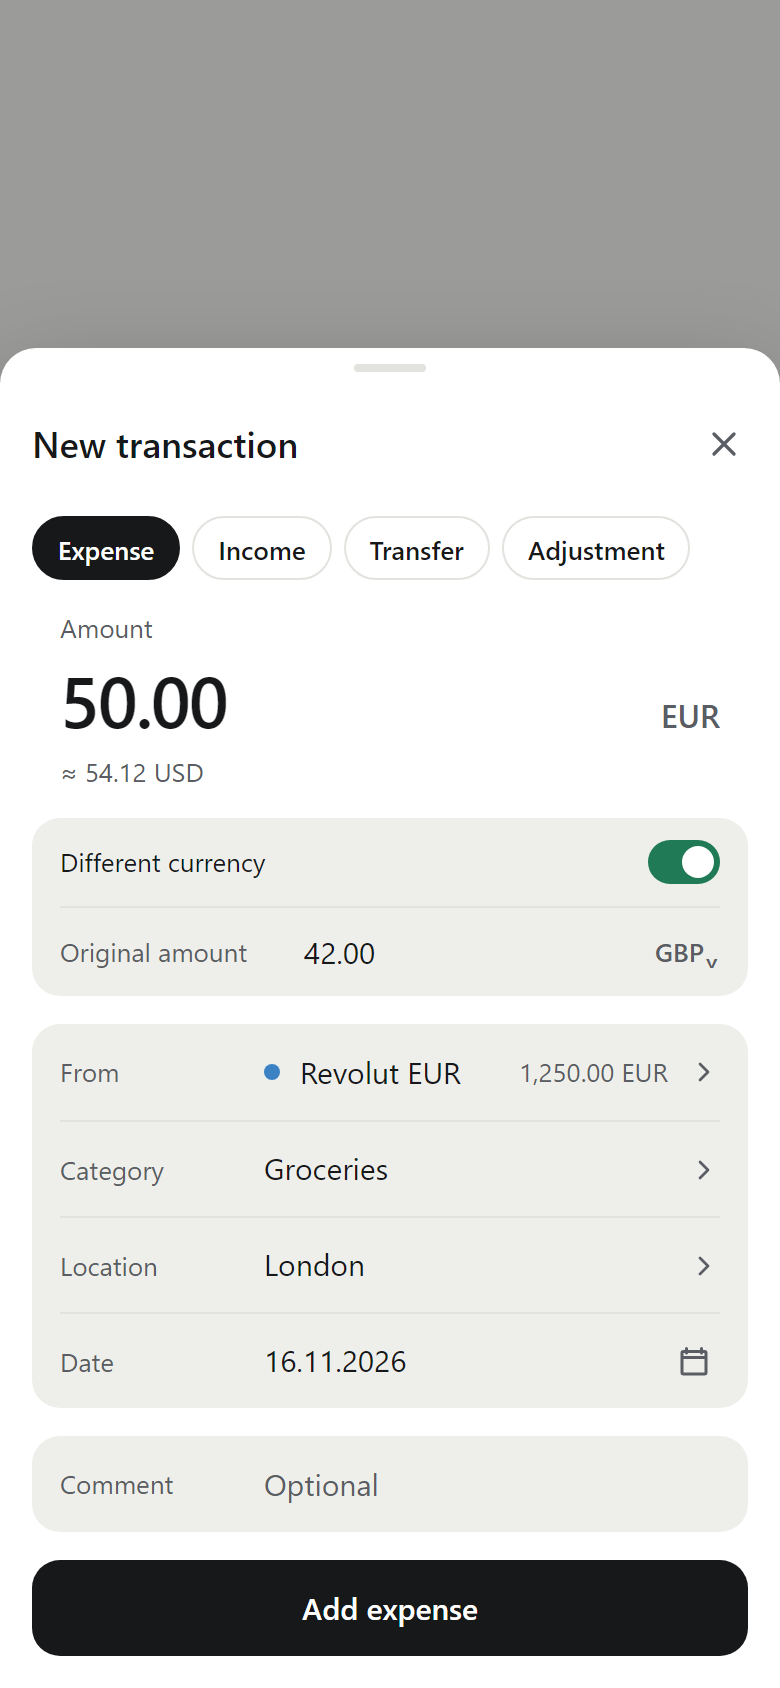 New transaction
Expense Income Transfer Adjustment
Amount
50.00 EUR
≈ 54.12 USD
Different currency
Original amount 42.00 GBP
From Revolut EUR 1,250.00 EUR
Category Groceries
Location London
Date 16.11.2026
Comment Optional
Add expense